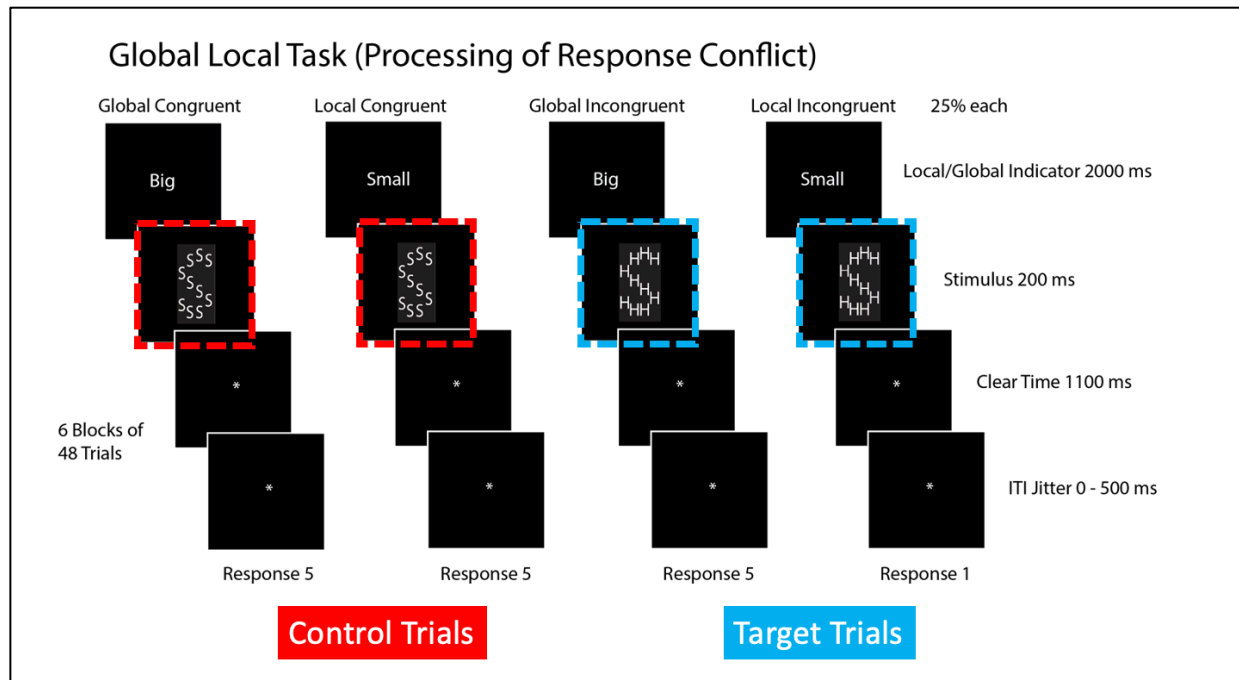 Global Local Task (Processing of Response Conflict)
Global Congruent Local Congruent Global Incongruent Local Incongruent 25% each
Big Small Big Small
Local/Global Indicator 2000 ms
S S S S S S S S S S
S S S S S S S S S S
H H H H H H H H H H
H H H H H H H H H H
Stimulus 200 ms
* * * *
Clear Time 1100 ms
6 Blocks of
48 Trials
* * * *
ITI Jitter 0 - 500 ms
Response 5 Response 5 Response 5 Response 1
Control Trials Target Trials